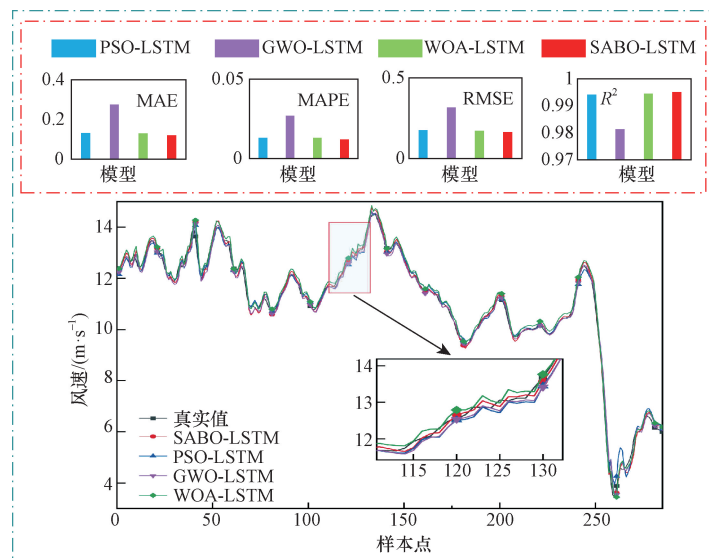 PSO-LSTM GWO-LSTM WOA-LSTM SABO-LSTM
0.4 0.05 0.5 1
MAE MAPE RMSE R²
0.2 0.99
0.98
0 0 0 0.97
模型 模型 模型 模型
14
12
10
8
6
4
风速/(m·s⁻¹)
真实值
SABO-LSTM
PSO-LSTM
GWO-LSTM
WOA-LSTM
14
13
12
115 120 125 130
0 50 100 150 200 250
样本点